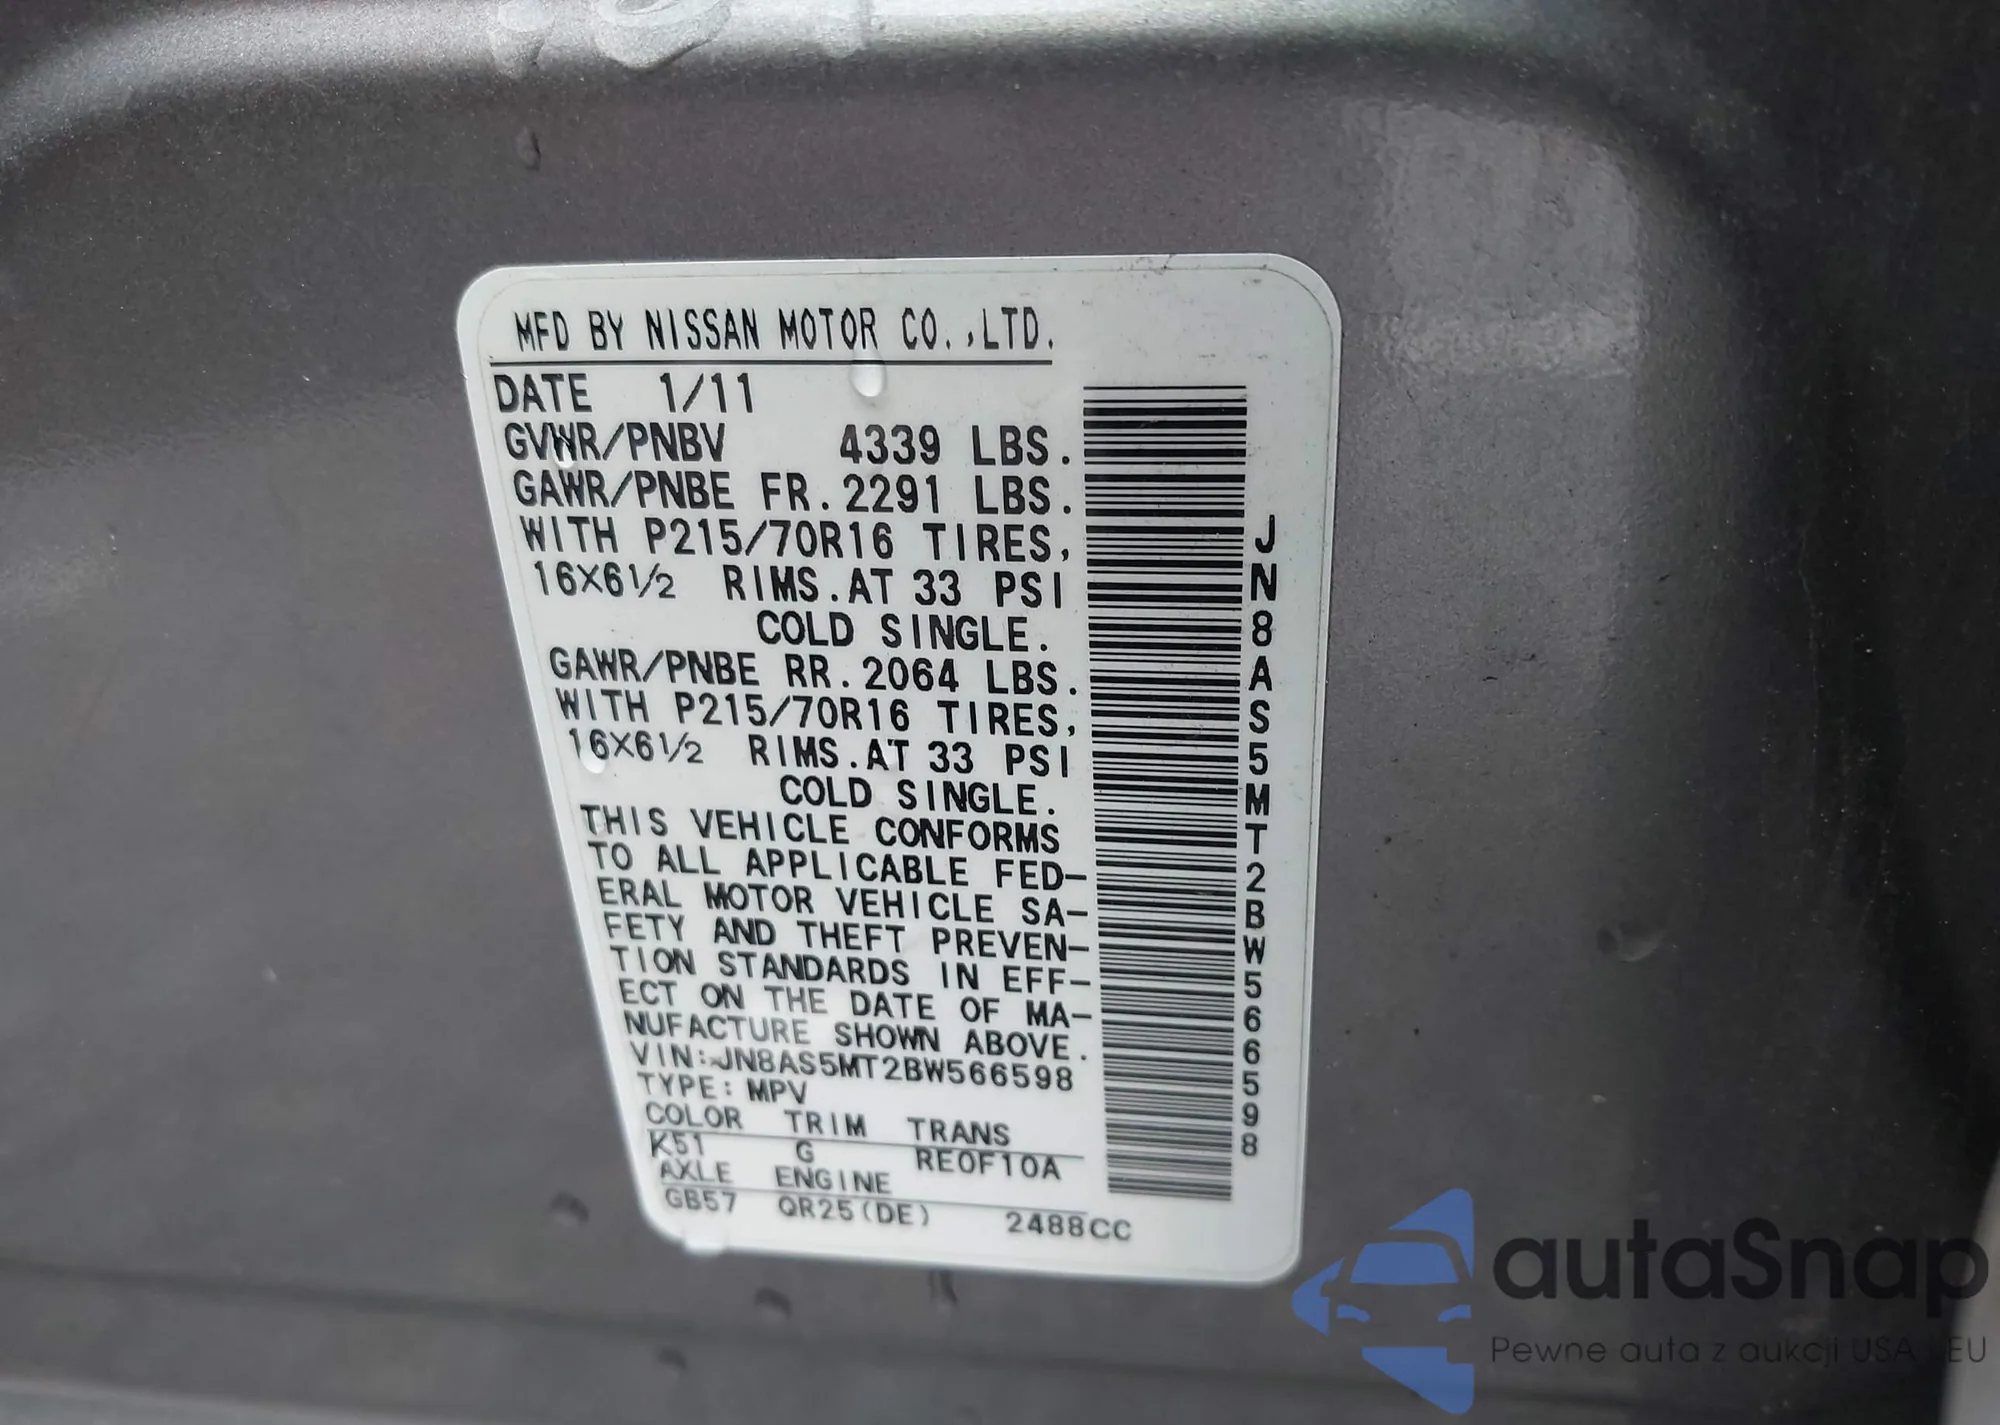 MFD BY NISSAN MOTOR CO.,LTD.
DATE 1/11
GVWR/PNBV 4339 LBS.
GAWR/PNBE FR.2291 LBS.
WITH P215/70R16 TIRES,
16X6½ RIMS.AT 33 PSI
COLD SINGLE.
GAWR/PNBE RR.2064 LBS.
WITH P215/70R16 TIRES,
16X6½ RIMS.AT 33 PSI
COLD SINGLE.
THIS VEHICLE CONFORMS
TO ALL APPLICABLE FED-
ERAL MOTOR VEHICLE SA-
FETY AND THEFT PREVEN-
TION STANDARDS IN EFF-
ECT ON THE DATE OF MA-
NUFACTURE SHOWN ABOVE.
VIN:JN8AS5MT2BW566598
TYPE:MPV
COLOR TRIM TRANS
K51 G RE0F10A
AXLE ENGINE
GB57 QR25(DE) 2488CC
JN8AS5MT2BW566598
autoSnap
Pewne auta z aukcji USA i EU